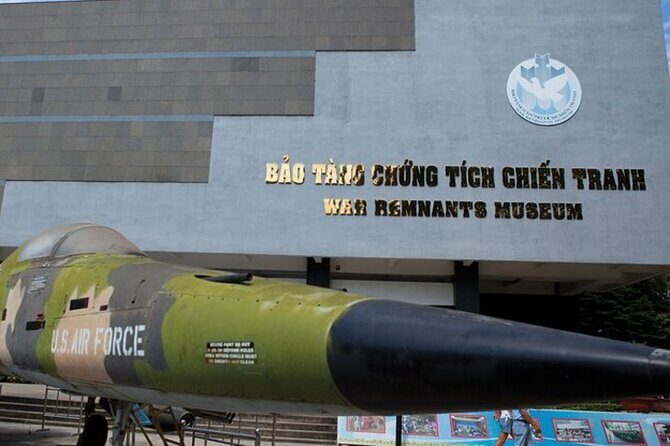 BẢO TÀNG CHỨNG TÍCH CHIẾN TRANH
WAR REMNANTS MUSEUM
U.S. AIR FORCE